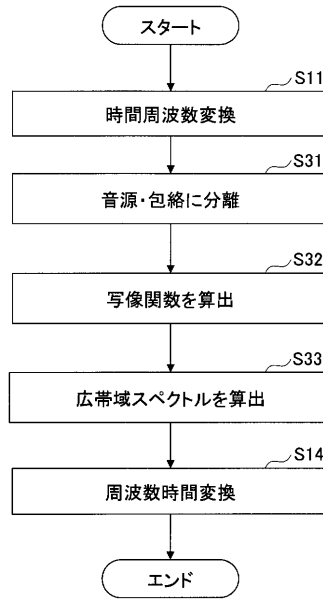 スタート
S11
時間周波数変換
S31
音源・包絡に分離
S32
写像関数を算出
S33
広帯域スペクトルを算出
S14
周波数時間変換
エンド